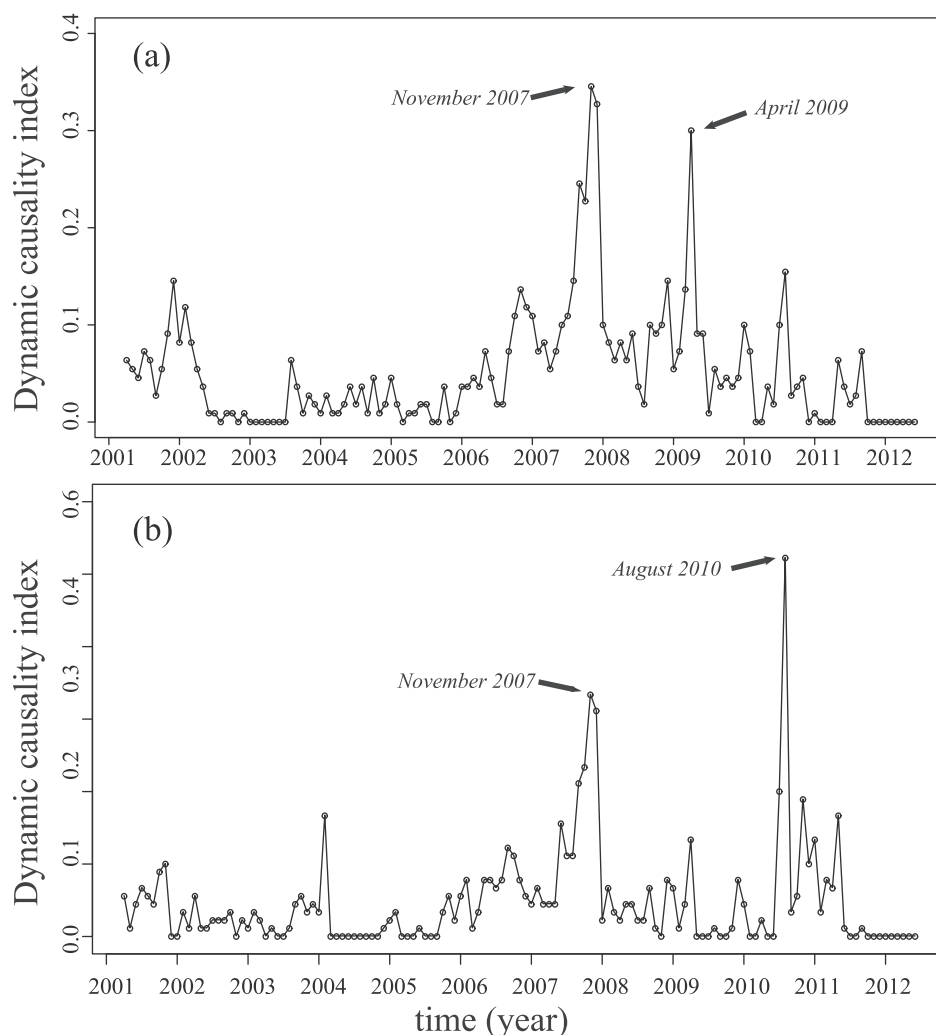 (a)
Dynamic causality index
0.4
0.3
0.2
0.1
0.0
November 2007
April 2009
2001 2002 2003 2004 2005 2006 2007 2008 2009 2010 2011 2012
(b)
Dynamic causality index
0.6
0.4
0.3
0.2
0.1
0.0
August 2010
November 2007
2001 2002 2003 2004 2005 2006 2007 2008 2009 2010 2011 2012
time (year)